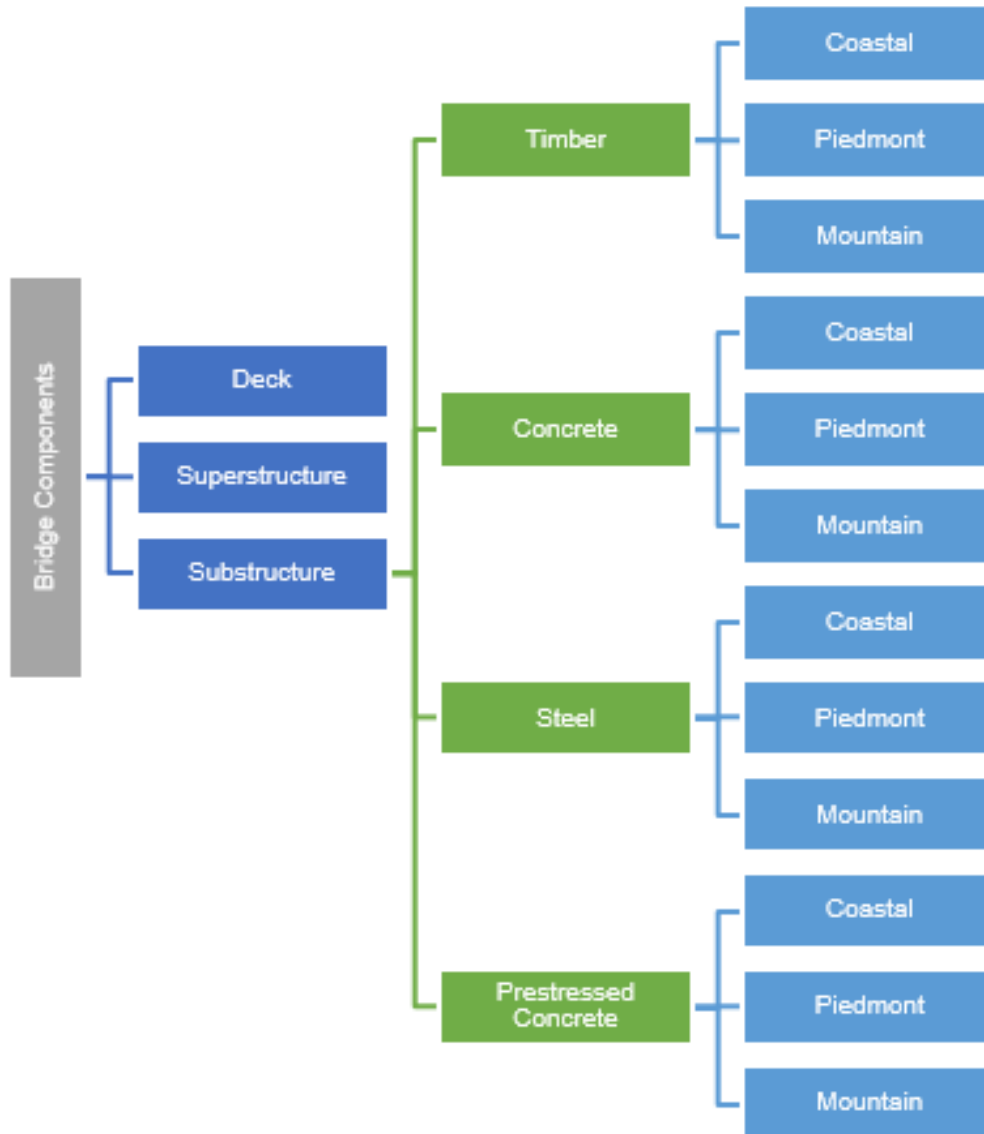 Bridge Components
Deck
Superstructure
Substructure
Timber
Coastal
Piedmont
Mountain
Concrete
Coastal
Piedmont
Mountain
Steel
Coastal
Piedmont
Mountain
Prestressed
Concrete
Coastal
Piedmont
Mountain